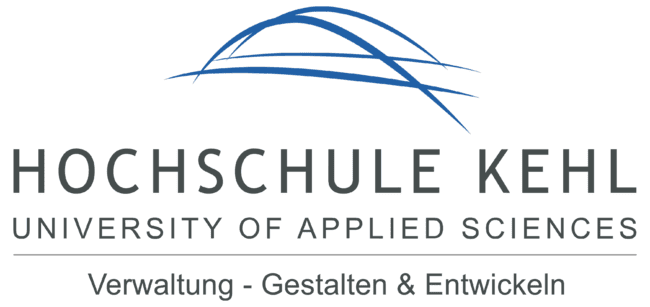 HOCHSCHULE KEHL
UNIVERSITY OF APPLIED SCIENCES
Verwaltung - Gestalten & Entwickeln